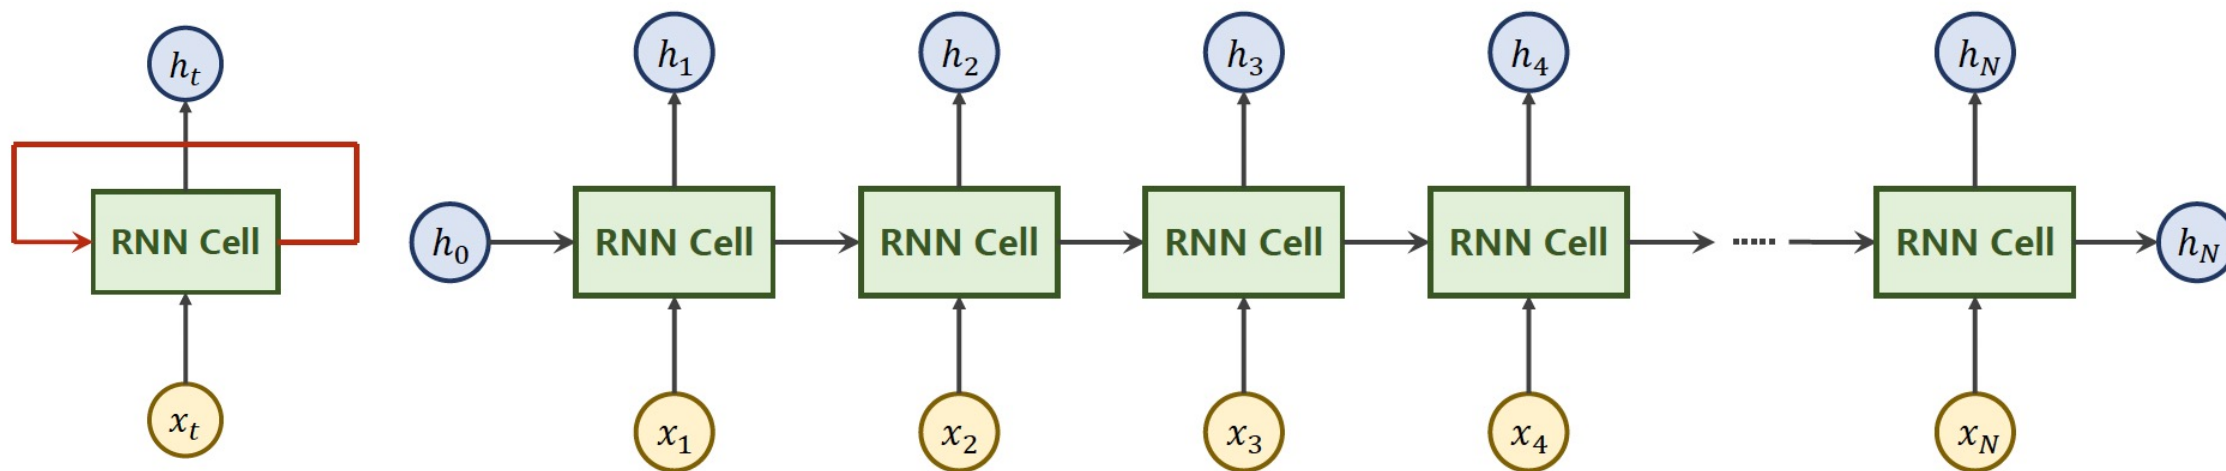 h_t
RNN Cell
x_t
h_1 h_2 h_3 h_4 h_N
h_0 RNN Cell RNN Cell RNN Cell RNN Cell ...... RNN Cell h_N
x_1 x_2 x_3 x_4 x_N